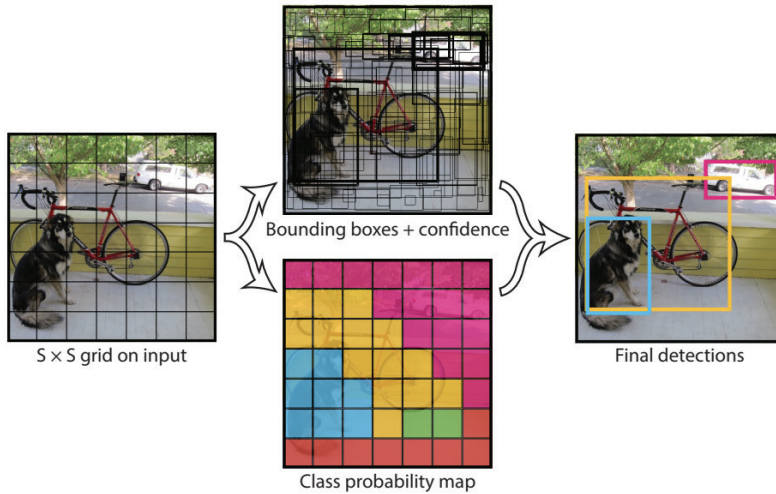 S × S grid on input
Bounding boxes + confidence
Class probability map
Final detections